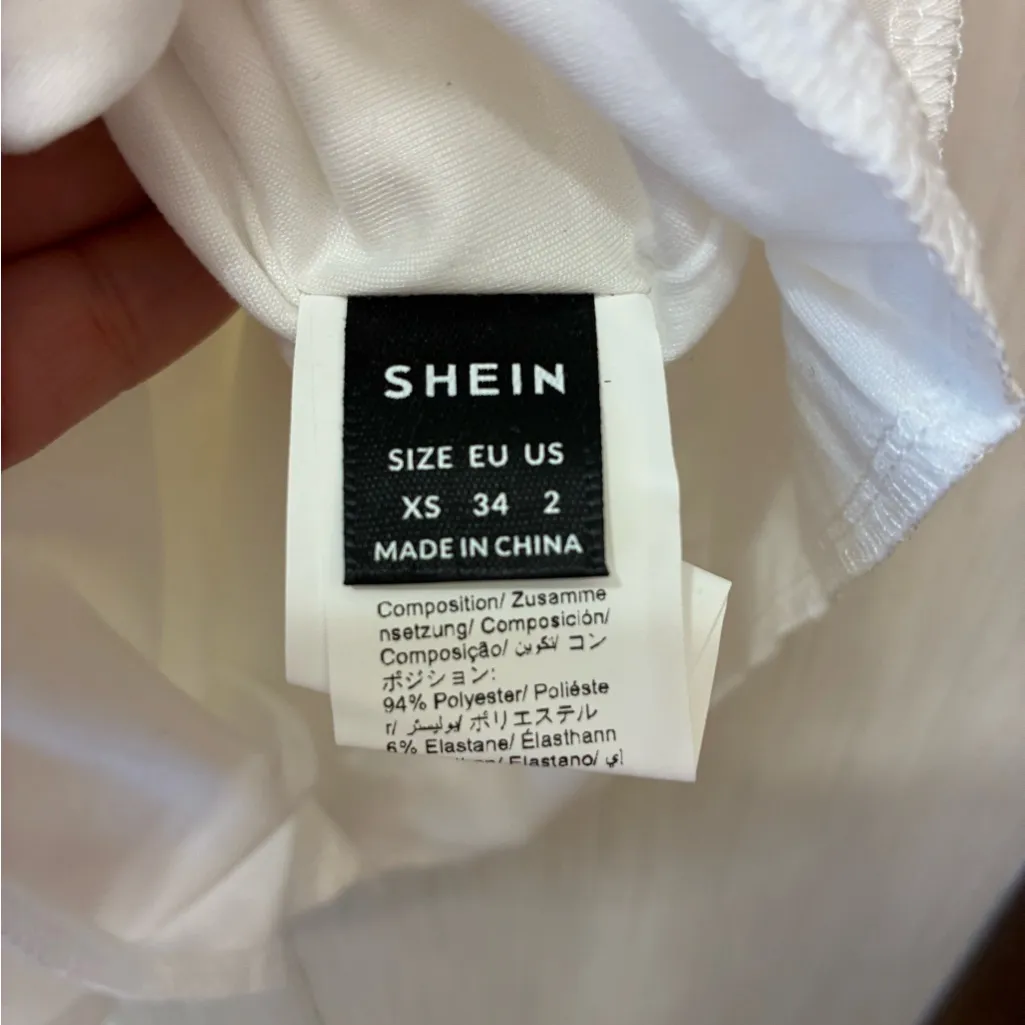 SHEIN
SIZE EU US
XS 34 2
MADE IN CHINA
Composition/ Zusamme
nsetzung/ Composición/
Composição/ تكوين/ コン
ポジション:
94% Polyester/ Poliéste
r/ بوليستر/ ポリエステル
6% Elastane/ Élasthann
Elastano/